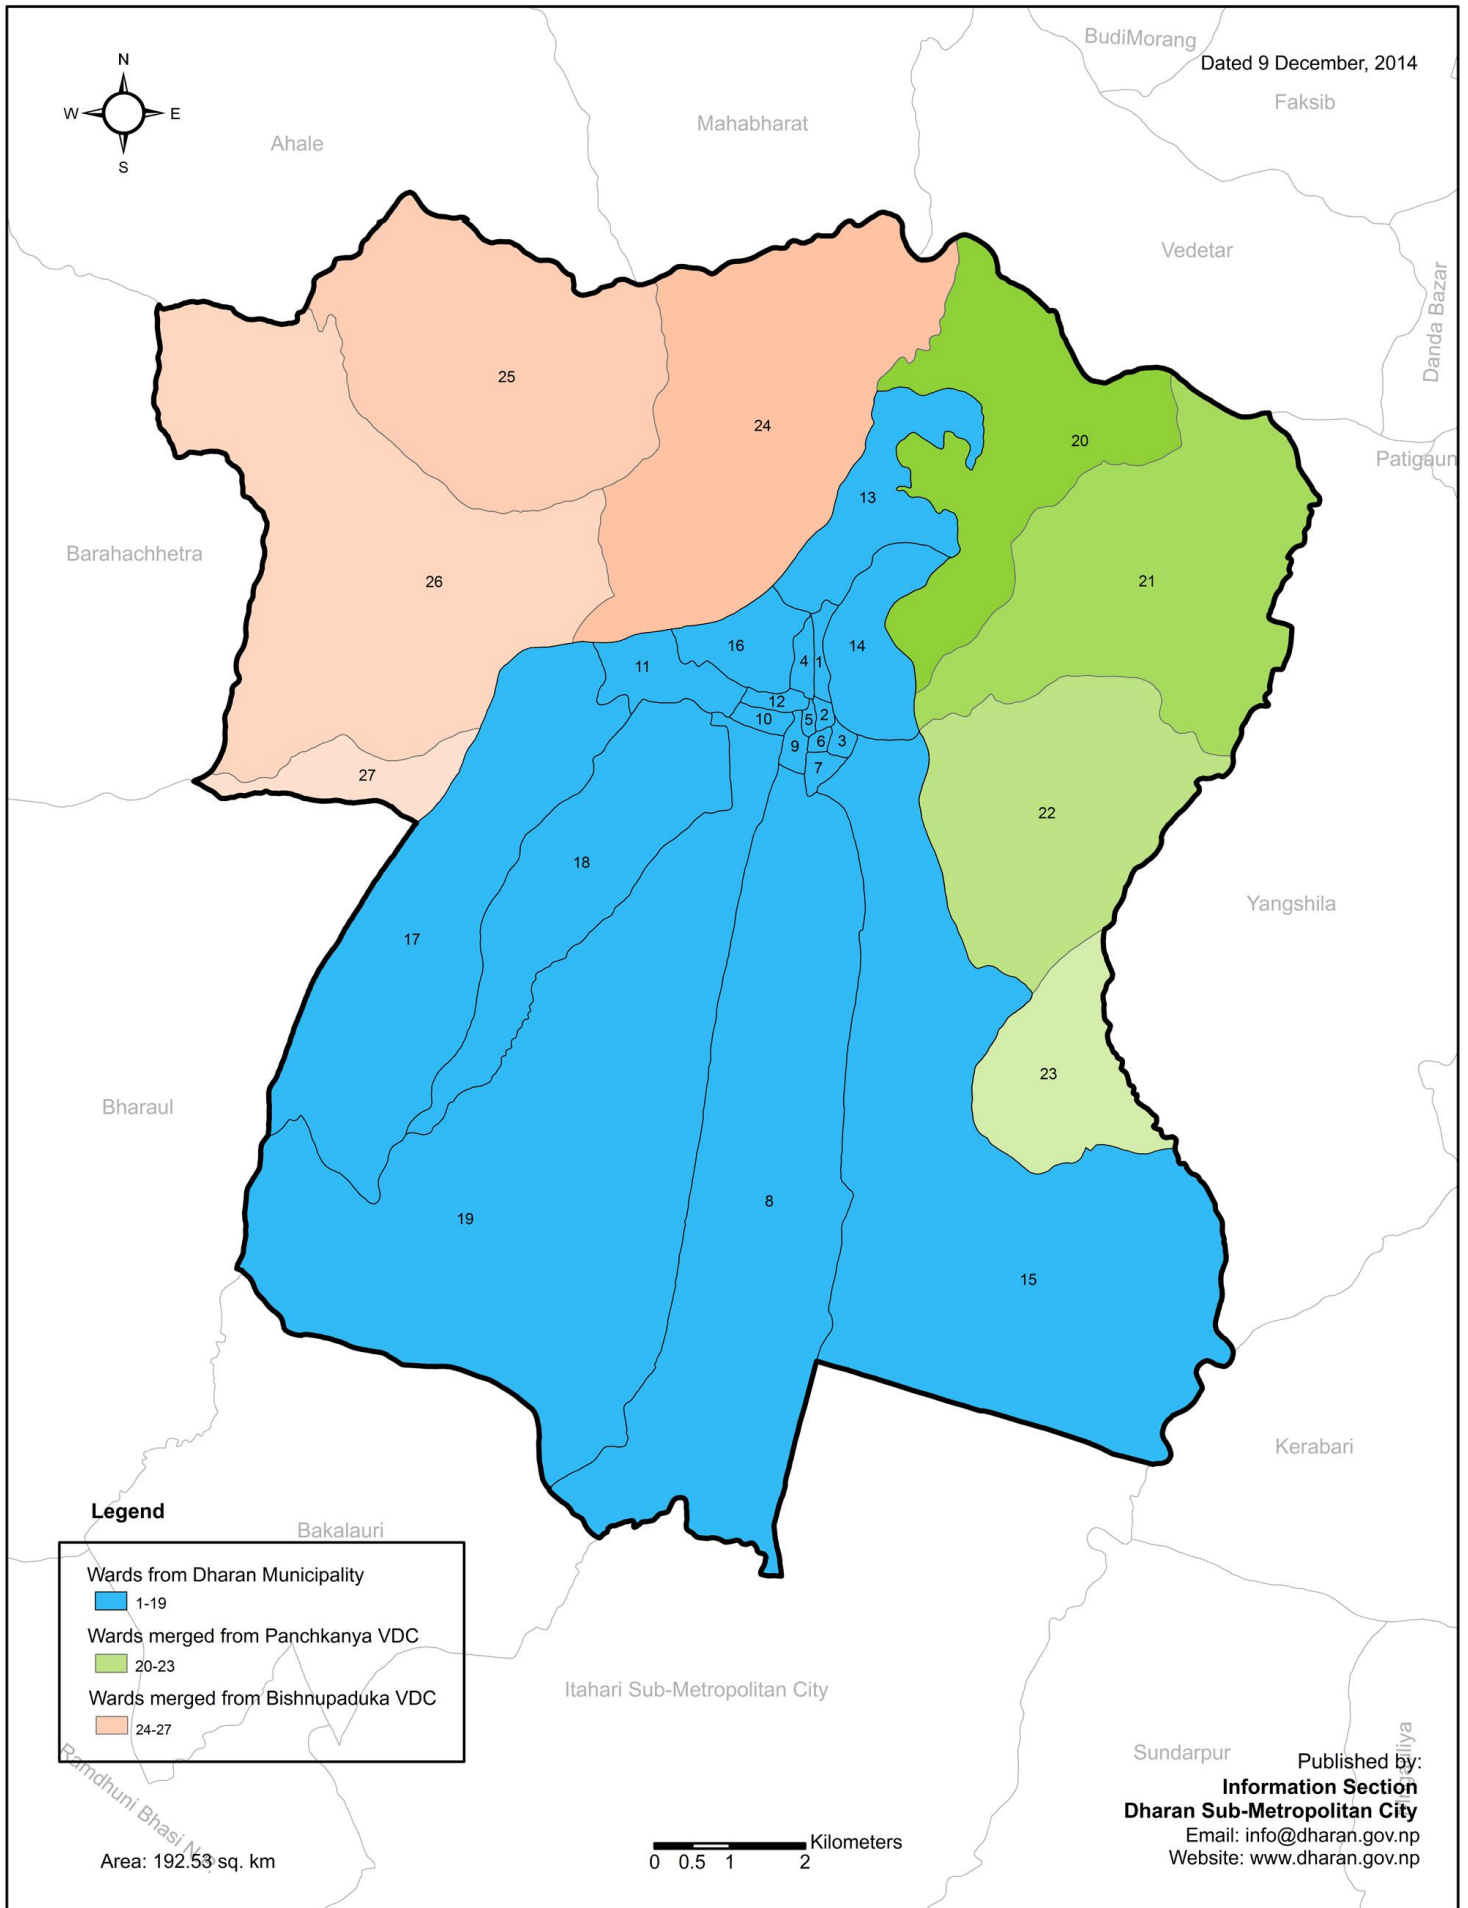 N
W E
S
Dated 9 December, 2014
BudiMorang
Faksib
Ahale
Mahabharat
Vedetar
Danda Bazar
Patigaun
Barahachhetra
Yangshila
Bharaul
Kerabari
Bakalauri
Itahari Sub-Metropolitan City
Sundarpur
Ramdhuni Bhasi
25
24
20
13
26
21
16
14
11
4
1
12
10
5
2
9
6
3
7
27
22
18
17
23
8
19
15
Legend
Wards from Dharan Municipality
1-19
Wards merged from Panchkanya VDC
20-23
Wards merged from Bishnupaduka VDC
24-27
Area: 192.53 sq. km
Kilometers
0 0.5 1 2
Published by:
Information Section
Dharan Sub-Metropolitan City
Email: info@dharan.gov.np
Website: www.dharan.gov.np